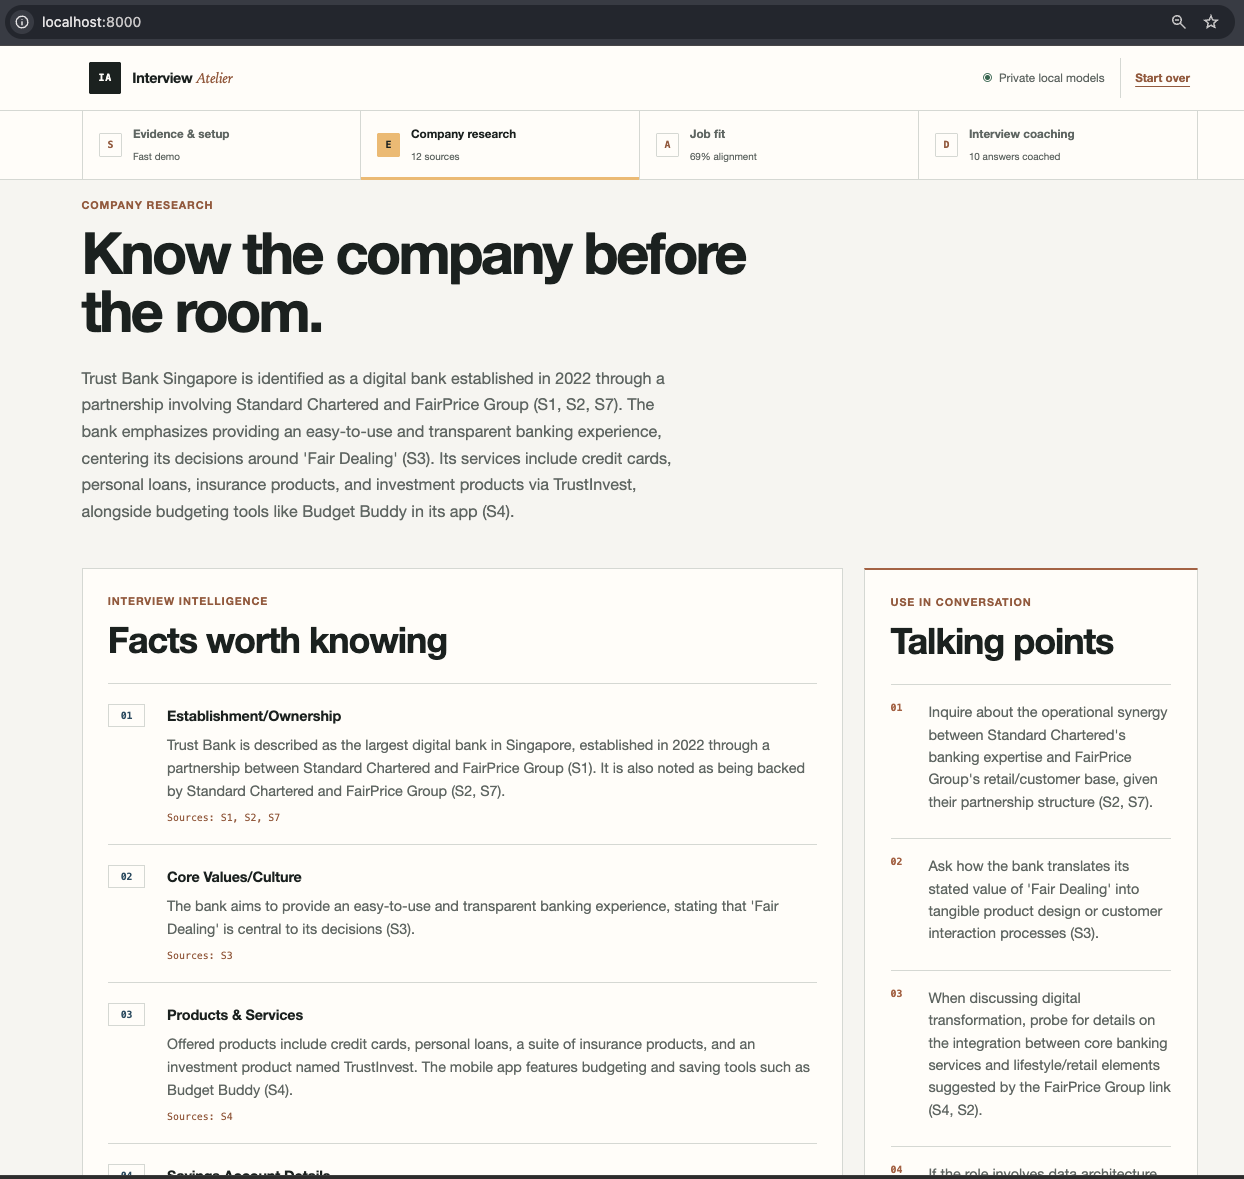 localhost:8000
IA
Interview Atelier
Private local models
Start over
S
Evidence & setup
Fast demo
E
Company research
12 sources
A
Job fit
69% alignment
D
Interview coaching
10 answers coached
COMPANY RESEARCH
Know the company before
the room.
Trust Bank Singapore is identified as a digital bank established in 2022 through a
partnership involving Standard Chartered and FairPrice Group (S1, S2, S7). The
bank emphasizes providing an easy-to-use and transparent banking experience,
centering its decisions around 'Fair Dealing' (S3). Its services include credit cards,
personal loans, insurance products, and investment products via TrustInvest,
alongside budgeting tools like Budget Buddy in its app (S4).
INTERVIEW INTELLIGENCE
Facts worth knowing
01
Establishment/Ownership
Trust Bank is described as the largest digital bank in Singapore, established in 2022 through a
partnership between Standard Chartered and FairPrice Group (S1). It is also noted as being backed
by Standard Chartered and FairPrice Group (S2, S7).
Sources: S1, S2, S7
02
Core Values/Culture
The bank aims to provide an easy-to-use and transparent banking experience, stating that 'Fair
Dealing' is central to its decisions (S3).
Sources: S3
03
Products & Services
Offered products include credit cards, personal loans, a suite of insurance products, and an
investment product named TrustInvest. The mobile app features budgeting and saving tools such as
Budget Buddy (S4).
Sources: S4
04
Savings Account Details
USE IN CONVERSATION
Talking points
01
Inquire about the operational synergy
between Standard Chartered's
banking expertise and FairPrice
Group's retail/customer base, given
their partnership structure (S2, S7).
02
Ask how the bank translates its
stated value of 'Fair Dealing' into
tangible product design or customer
interaction processes (S3).
03
When discussing digital
transformation, probe for details on
the integration between core banking
services and lifestyle/retail elements
suggested by the FairPrice Group link
(S4, S2).
04
If the role involves data architecture